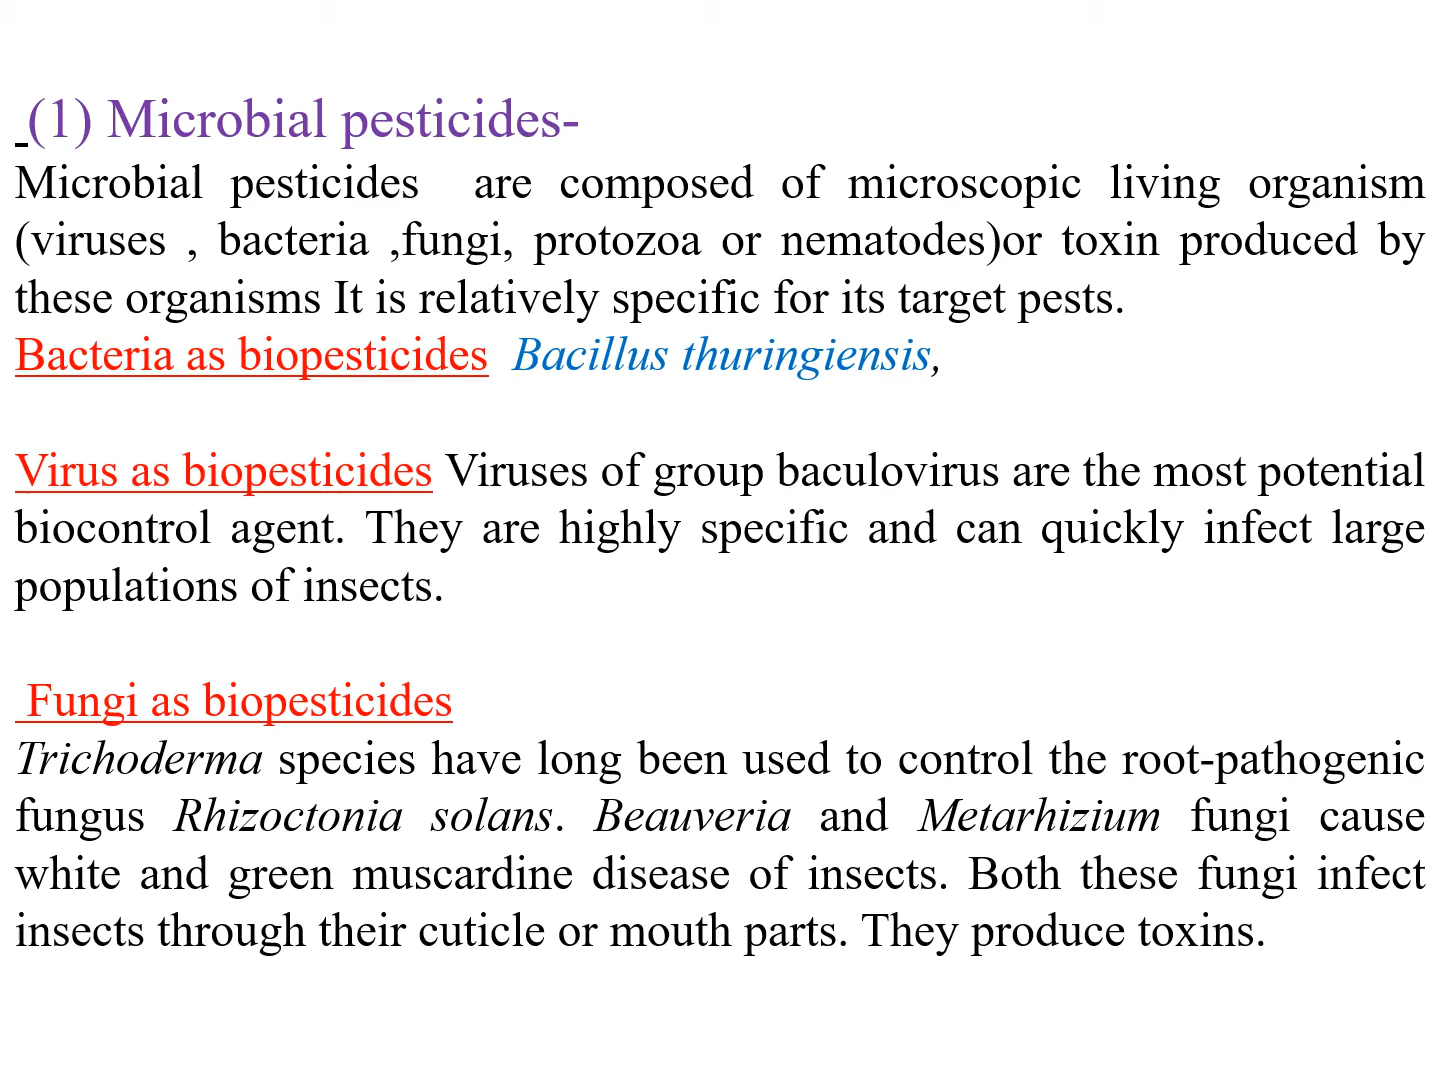 (1) Microbial pesticides-
Microbial pesticides are composed of microscopic living organism
(viruses , bacteria ,fungi, protozoa or nematodes)or toxin produced by
these organisms It is relatively specific for its target pests.
Bacteria as biopesticides Bacillus thuringiensis,
Virus as biopesticides Viruses of group baculovirus are the most potential
biocontrol agent. They are highly specific and can quickly infect large
populations of insects.
Fungi as biopesticides
Trichoderma species have long been used to control the root-pathogenic
fungus Rhizoctonia solans. Beauveria and Metarhizium fungi cause
white and green muscardine disease of insects. Both these fungi infect
insects through their cuticle or mouth parts. They produce toxins.